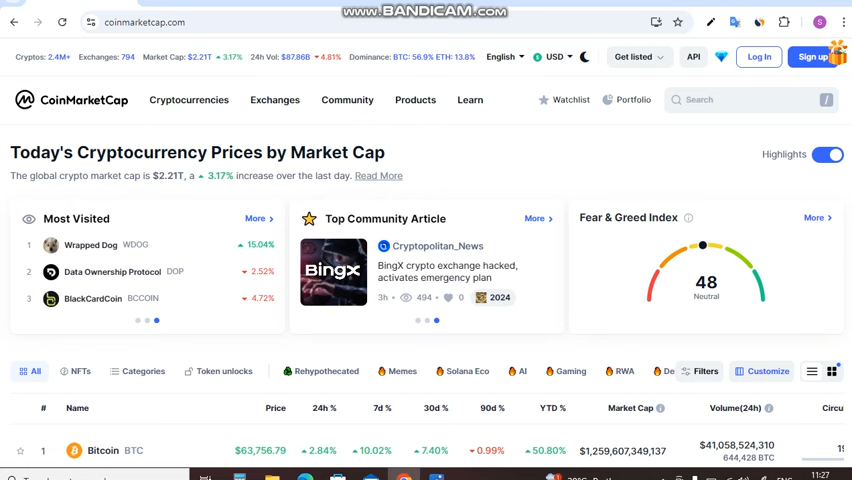 WWW.BANDICAM.COM
coinmarketcap.com
S
Cryptos: 2.4M+ Exchanges: 794 Market Cap: $2.21T 3.17% 24h Vol: $87.86B 4.81% Dominance: BTC: 56.9% ETH: 13.8% English USD Get listed API Log In Sign up
CoinMarketCap Cryptocurrencies Exchanges Community Products Learn Watchlist Portfolio Search /
Today's Cryptocurrency Prices by Market Cap
Highlights
The global crypto market cap is $2.21T, a 3.17% increase over the last day. Read More
Most Visited More >
1 Wrapped Dog WDOG 15.04%
2 Data Ownership Protocol DOP 2.52%
3 BlackCardCoin BCCOIN 4.72%
Top Community Article More >
BingX
Cryptopolitan_News
BingX crypto exchange hacked,
activates emergency plan
3h • 494 • 0 2024
Fear & Greed Index More >
48
Neutral
All NFTs Categories Token unlocks Rehypothecated Memes Solana Eco AI Gaming RWA De Filters Customize
# Name Price 24h % 7d % 30d % 90d % YTD % Market Cap Volume(24h) Circu
1 Bitcoin BTC $63,756.79 2.84% 10.02% 7.40% 0.99% 50.80% $1,259,607,349,137 $41,058,524,310
644,428 BTC
11:27